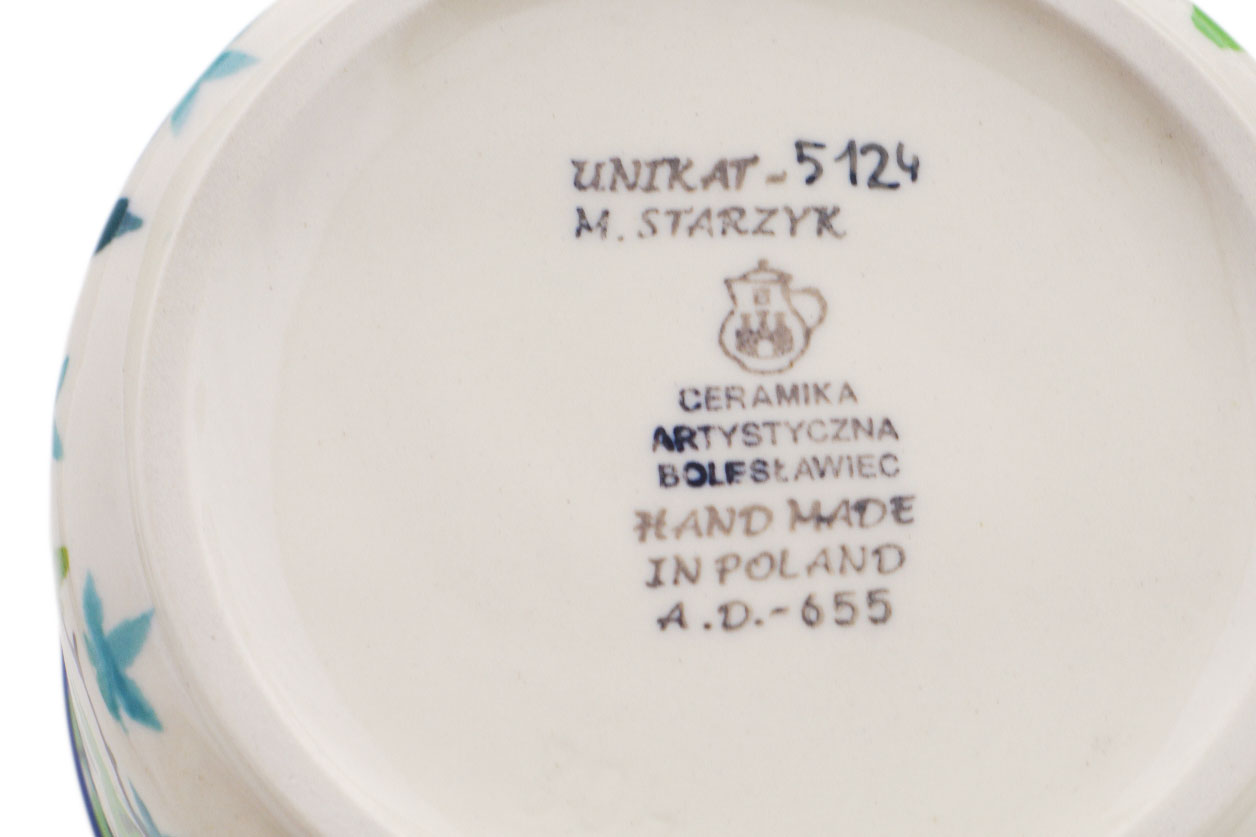 UNIKAT-5124
M. STARZYK
CERAMIKA
ARTYSTYCZNA
BOLESŁAWIEC
HAND MADE
IN POLAND
A.D.-655